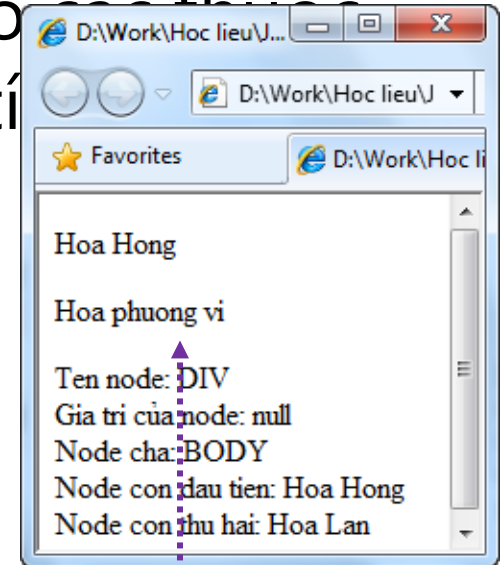 D:\Work\Hoc lieu\J...
tí
D:\Work\Hoc lieu\J
Favorites
D:\Work\Hoc li
Hoa Hong
Hoa phuong vi
Ten node: DIV
Gia tri của node: null
Node cha: BODY
Node con dau tien: Hoa Hong
Node con thu hai: Hoa Lan